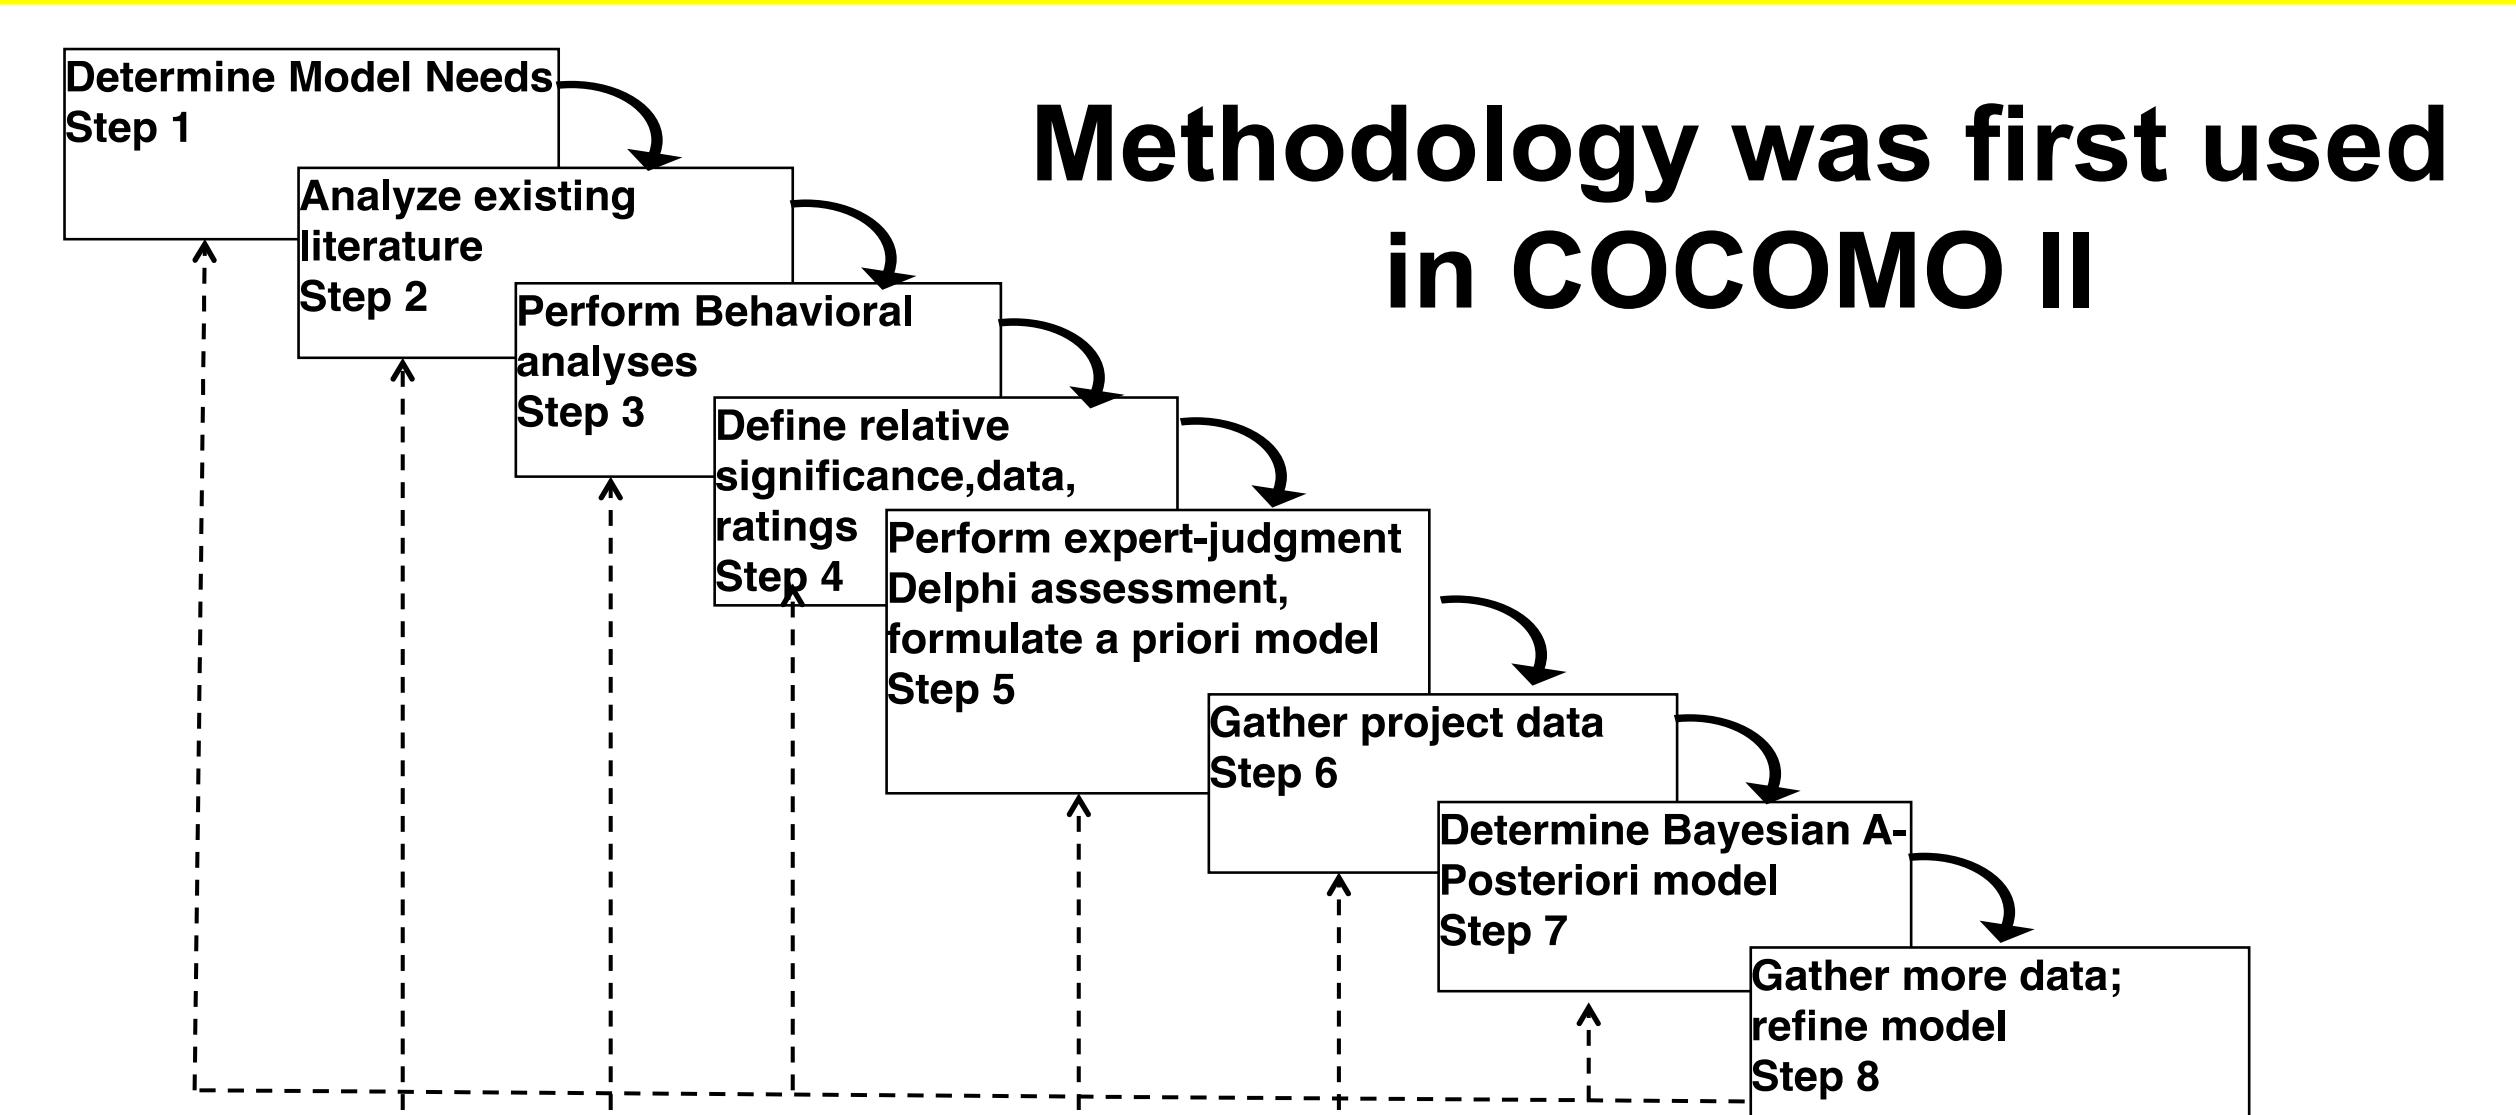 Methodology was first used
in COCOMO II
Determine Model Needs
Step 1
Analyze existing
literature
Step 2
Perform Behavioral
analyses
Step 3
Define relative
significance,data,
ratings
Step 4
Perform expert-judgment
Delphi assessment,
formulate a priori model
Step 5
Gather project data
Step 6
Determine Bayesian A-
Posteriori model
Step 7
Gather more data;
refine model
Step 8